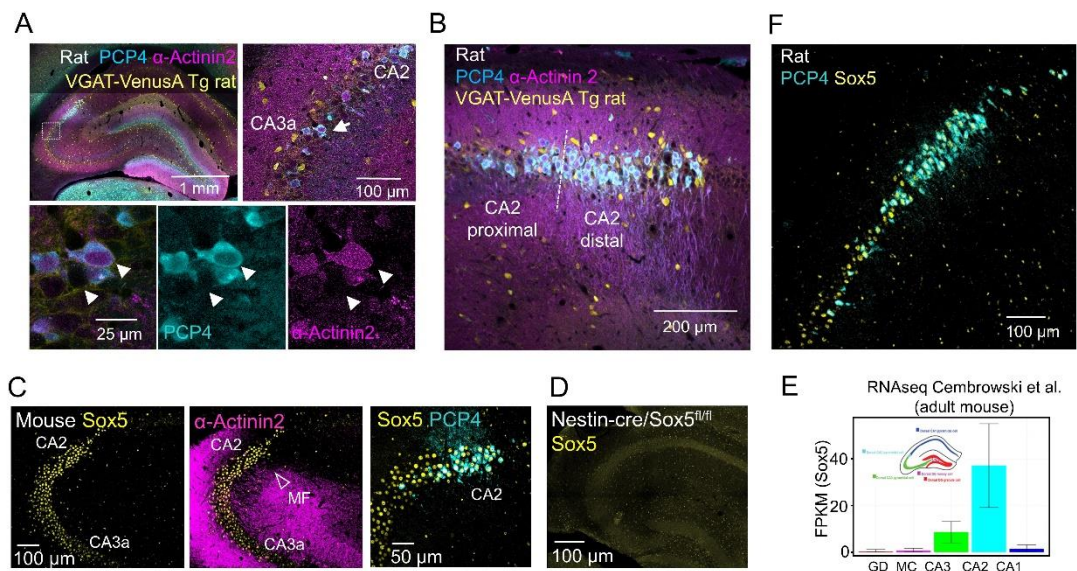 A
Rat PCP4 α-Actinin2
VGAT-VenusA Tg rat
1 mm
CA2
CA3a
100 µm
25 µm
PCP4
α-Actinin2
B
Rat
PCP4 α-Actinin 2
VGAT-VenusA Tg rat
CA2
proximal
CA2
distal
200 µm
F
Rat
PCP4 Sox5
100 µm
C
Mouse Sox5
CA2
CA3a
100 µm
α-Actinin2
CA2
MF
CA3a
Sox5 PCP4
CA2
50 µm
D
Nestin-cre/Sox5fl/fl
Sox5
100 µm
E
RNAseq Cembrowski et al.
(adult mouse)
FPKM (Sox5)
40
20
0
GD MC CA3 CA2 CA1